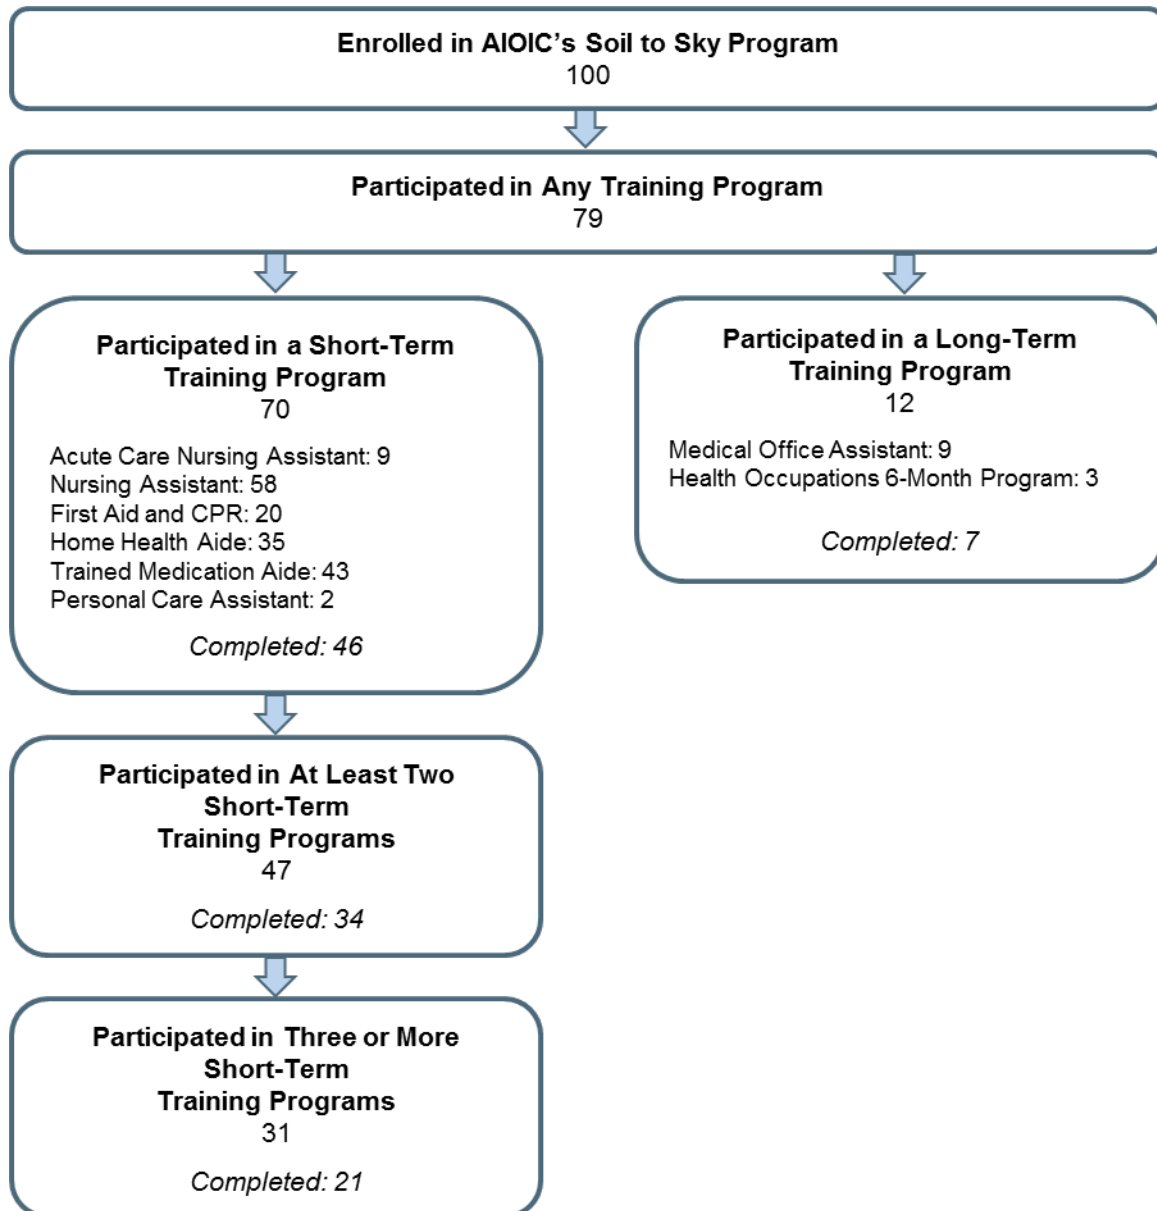 Enrolled in AIOIC’s Soil to Sky Program
100
Participated in Any Training Program
79
Participated in a Short-Term
Training Program
70
Acute Care Nursing Assistant: 9
Nursing Assistant: 58
First Aid and CPR: 20
Home Health Aide: 35
Trained Medication Aide: 43
Personal Care Assistant: 2
Completed: 46
Participated in a Long-Term
Training Program
12
Medical Office Assistant: 9
Health Occupations 6-Month Program: 3
Completed: 7
Participated in At Least Two
Short-Term
Training Programs
47
Completed: 34
Participated in Three or More
Short-Term
Training Programs
31
Completed: 21